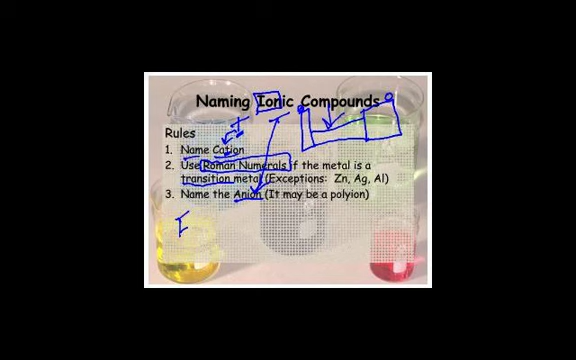 Naming Ionic Compounds
Rules
1. Name Cation
2. Use Roman Numerals if the metal is a
transition metal (Exceptions: Zn, Ag, Al)
3. Name the Anion (It may be a polyion)